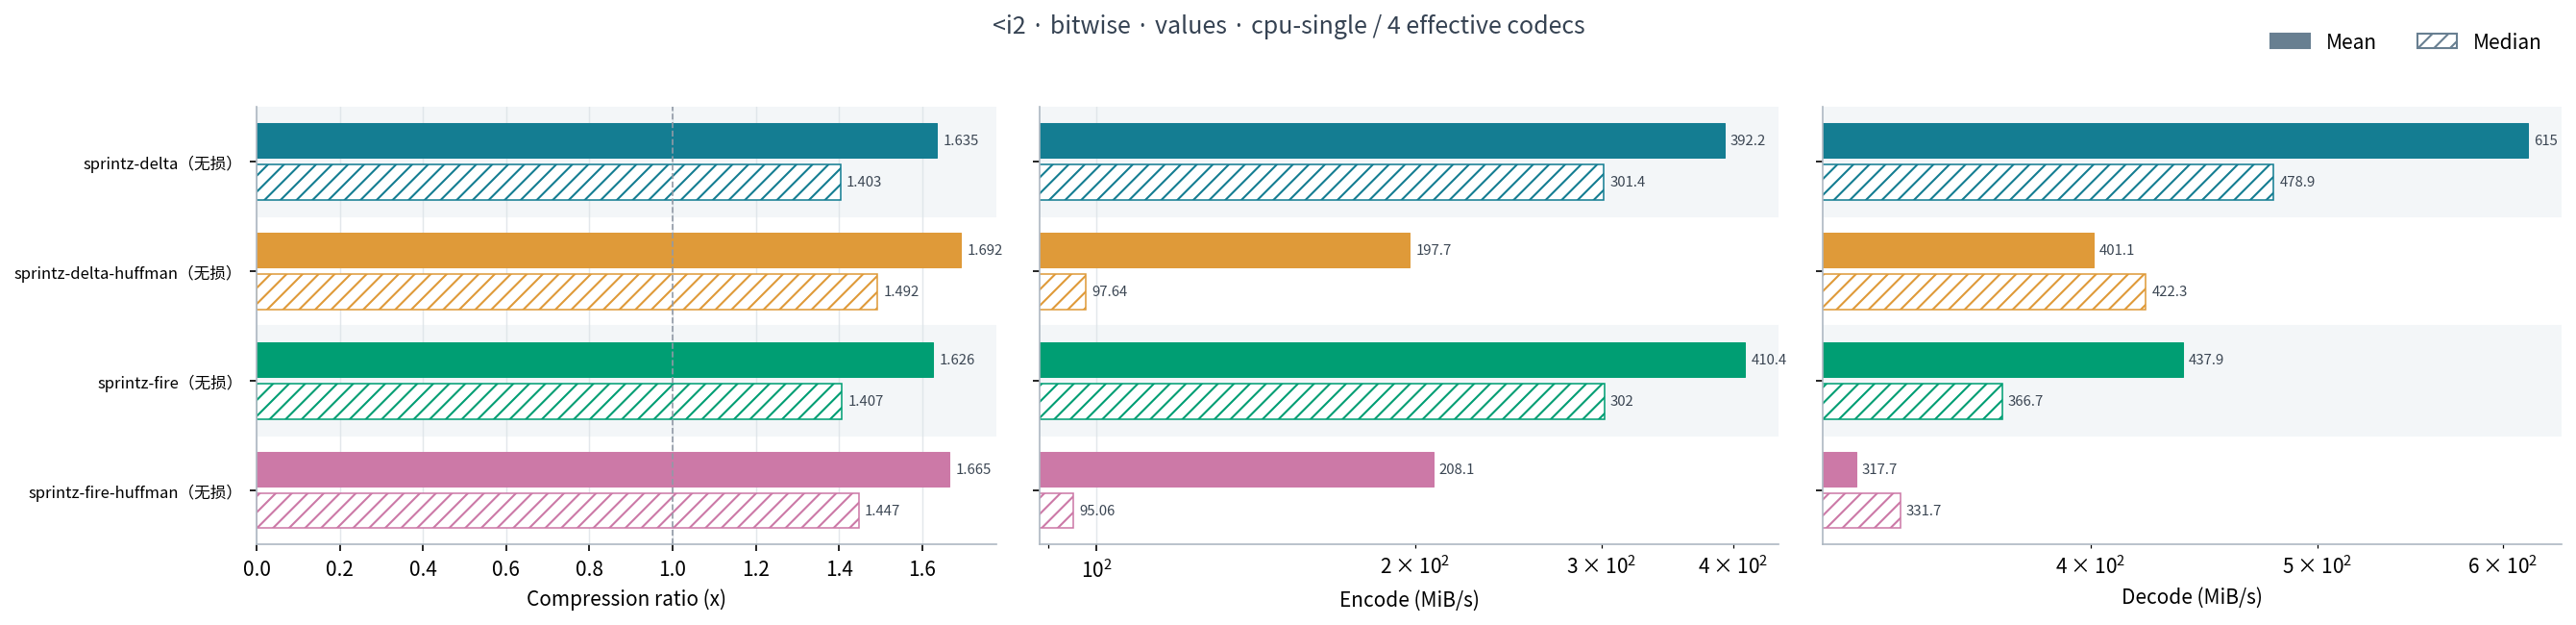 <i2 · bitwise · values · cpu-single / 4 effective codecs
Mean
Median
sprintz-delta（无损）
1.635
1.403
392.2
301.4
615
478.9
sprintz-delta-huffman（无损）
1.692
1.492
197.7
97.64
401.1
422.3
sprintz-fire（无损）
1.626
1.407
410.4
302
437.9
366.7
sprintz-fire-huffman（无损）
1.665
1.447
208.1
95.06
317.7
331.7
0.0 0.2 0.4 0.6 0.8 1.0 1.2 1.4 1.6
Compression ratio (x)
10² 2 × 10² 3 × 10² 4 × 10²
Encode (MiB/s)
4 × 10² 5 × 10² 6 × 10²
Decode (MiB/s)